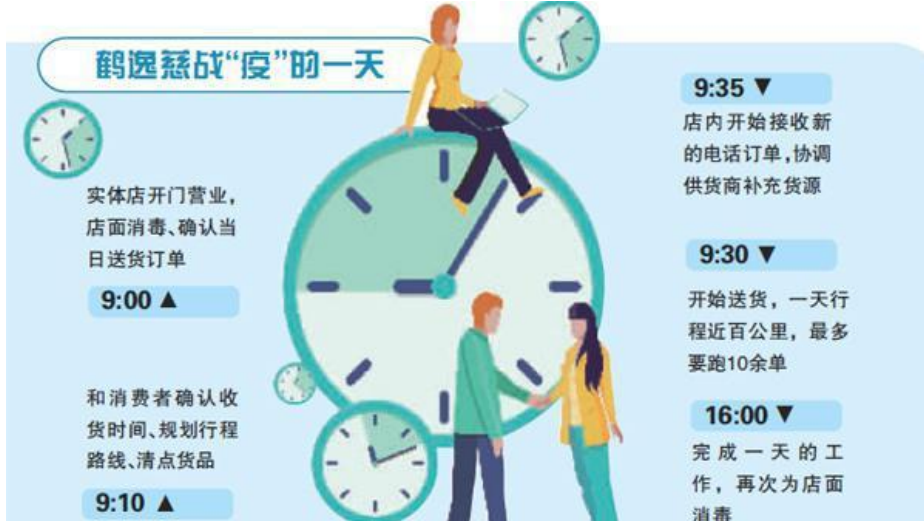 鹤逸慈战“疫”的一天
实体店开门营业,
店面消毒、确认当
日送货订单
9:00 ▲
和消费者确认收
货时间、规划行程
路线、清点货品
9:10 ▲
9:35 ▼
店内开始接收新
的电话订单,协调
供货商补充货源
9:30 ▼
开始送货，一天行
程近百公里，最多
要跑10余单
16:00 ▼
完成一天的工
作，再次为店面
消毒